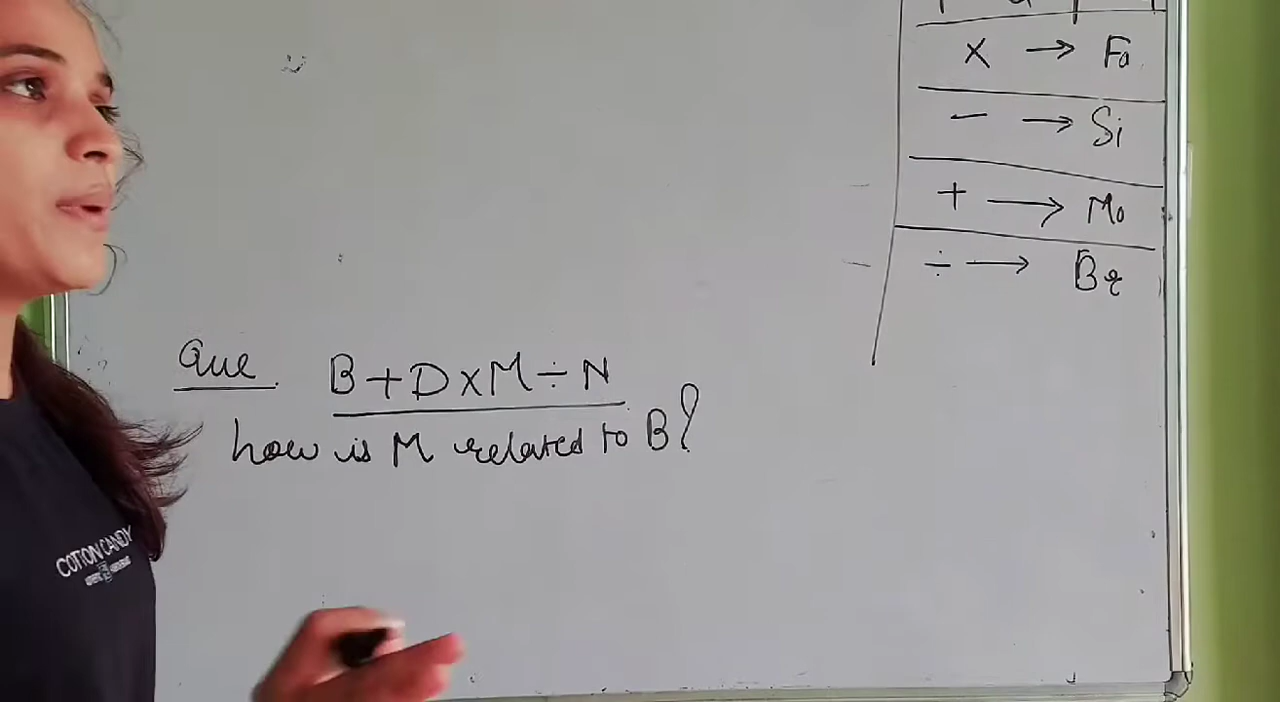 × → Fa
− → Si
+ → Mo
÷ → Br
Que B+D×M÷N
how is M related to B?
COTTON CANDY